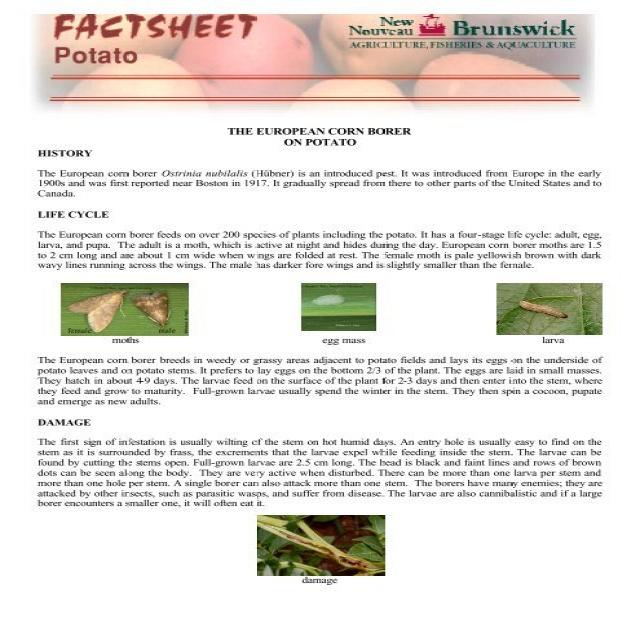 FACTSHEET
Potato
New Brunswick
Nouveau
AGRICULTURE, FISHERIES & AQUACULTURE
THE EUROPEAN CORN BORER
ON POTATO
HISTORY
The European corn borer Ostrinia nubilalis (Hübner) is an introduced pest. It was introduced from Europe in the early
1900s and was first reported near Boston in 1917. It gradually spread from there to other parts of the United States and to
Canada.
LIFE CYCLE
The European corn borer feeds on over 200 species of plants including the potato. It has a four-stage life cycle: adult, egg,
larva, and pupa. The adult is a moth, which is active at night and hides during the day. European corn borer moths are 1.5
to 2 cm long and are about 1 cm wide when wings are folded at rest. The female moth is pale yellowish brown with dark
wavy lines running across the wings. The male has darker fore wings and is slightly smaller than the female.
female male
moths egg mass larva
The European corn borer breeds in weedy or grassy areas adjacent to potato fields and lays its eggs on the underside of
potato leaves and on potato stems. It prefers to lay eggs on the bottom 2/3 of the plant. The eggs are laid in small masses.
They hatch in about 4-9 days. The larvae feed on the surface of the plant for 2-3 days and then enter into the stem, where
they feed and grow to maturity. Full-grown larvae usually spend the winter in the stem. They then spin a cocoon, pupate
and emerge as new adults.
DAMAGE
The first sign of infestation is usually wilting of the stem on hot humid days. An entry hole is usually easy to find on the
stem as it is surrounded by frass, the excrements that the larvae expel while feeding inside the stem. The larvae can be
found by cutting the stems open. Full-grown larvae are 2.5 cm long. The head is black and faint lines and rows of brown
dots can be seen along the body. They are very active when disturbed. There can be more than one larva per stem and
more than one hole per stem. A single borer can also attack more than one stem. The borers have many enemies; they are
attacked by other insects, such as parasitic wasps, and suffer from disease. The larvae are also cannibalistic and if a large
borer encounters a smaller one, it will often eat it.
damage